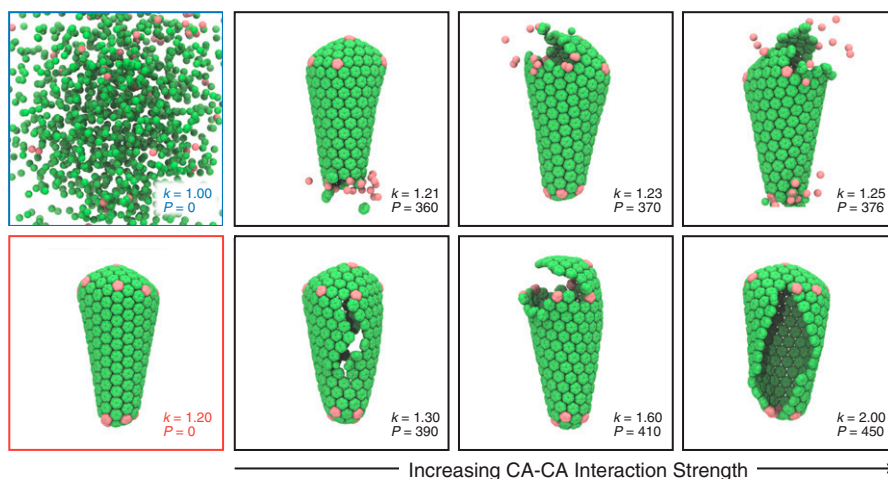 k = 1.00
P = 0
k = 1.21
P = 360
k = 1.23
P = 370
k = 1.25
P = 376
k = 1.20
P = 0
k = 1.30
P = 390
k = 1.60
P = 410
k = 2.00
P = 450
Increasing CA-CA Interaction Strength